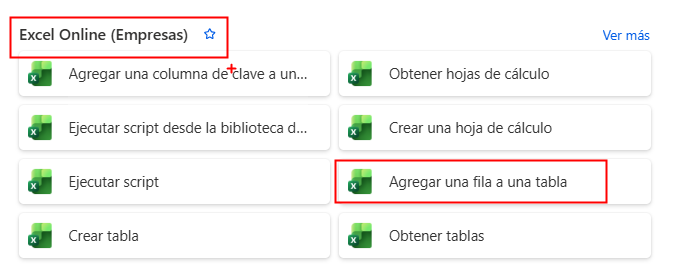 Excel Online (Empresas)
Ver más
Agregar una columna de clave a un...
Obtener hojas de cálculo
Ejecutar script desde la biblioteca d...
Crear una hoja de cálculo
Ejecutar script
Agregar una fila a una tabla
Crear tabla
Obtener tablas